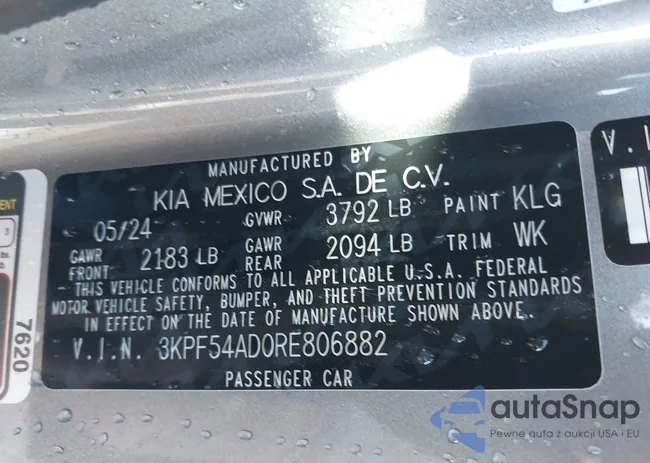 MANUFACTURED BY
KIA MEXICO S.A. DE C.V.
05/24 GVWR 3792 LB PAINT KLG
GAWR FRONT 2183 LB GAWR REAR 2094 LB TRIM WK
THIS VEHICLE CONFORMS TO ALL APPLICABLE U.S.A. FEDERAL
MOTOR VEHICLE SAFETY, BUMPER, AND THEFT PREVENTION STANDARDS
IN EFFECT ON THE DATE OF MANUFACTURE SHOWN ABOVE.
V.I.N. 3KPF54AD0RE806882
PASSENGER CAR
7620
3
V.I
autaSnap
Pewne auta z aukcji USA i EU